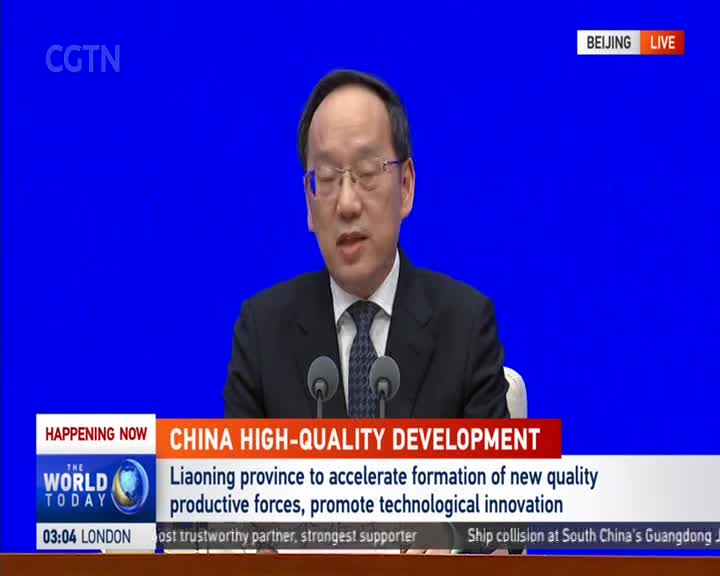 CGTN
BEIJING LIVE
HAPPENING NOW
CHINA HIGH-QUALITY DEVELOPMENT
THE
WORLD
TODAY
Liaoning province to accelerate formation of new quality
productive forces, promote technological innovation
03:04 LONDON
trustworthy partner, strongest supporter Ship collision at South China's Guangdong